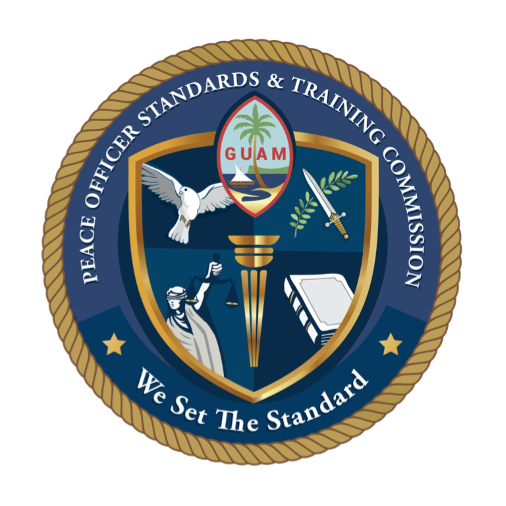 PEACE OFFICER STANDARDS & TRAINING COMMISSION
GUAM
We Set The Standard